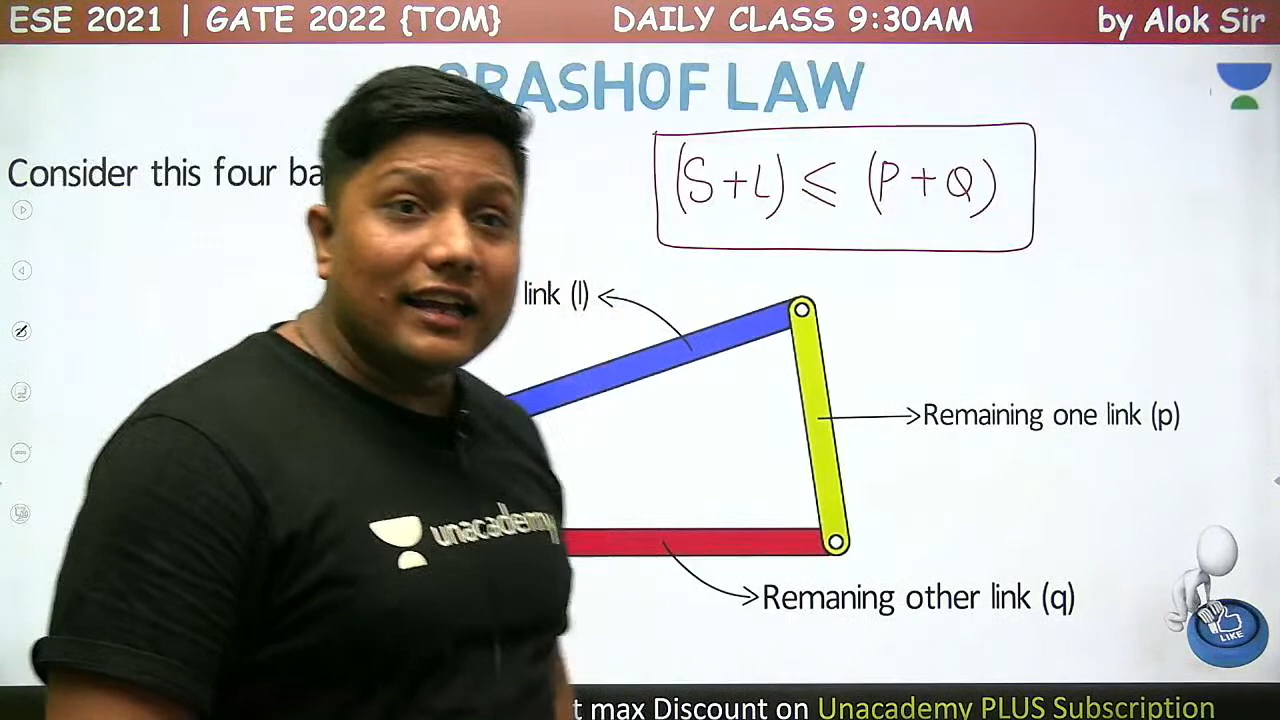 ESE 2021 | GATE 2022 {TOM} DAILY CLASS 9:30AM by Alok Sir
GRASHOF LAW
Consider this four ba
(S+L) ⩽ (P+Q)
link (l)
Remaining one link (p)
unacademy
Remaning other link (q)
LIKE
t max Discount on Unacademy PLUS Subscription